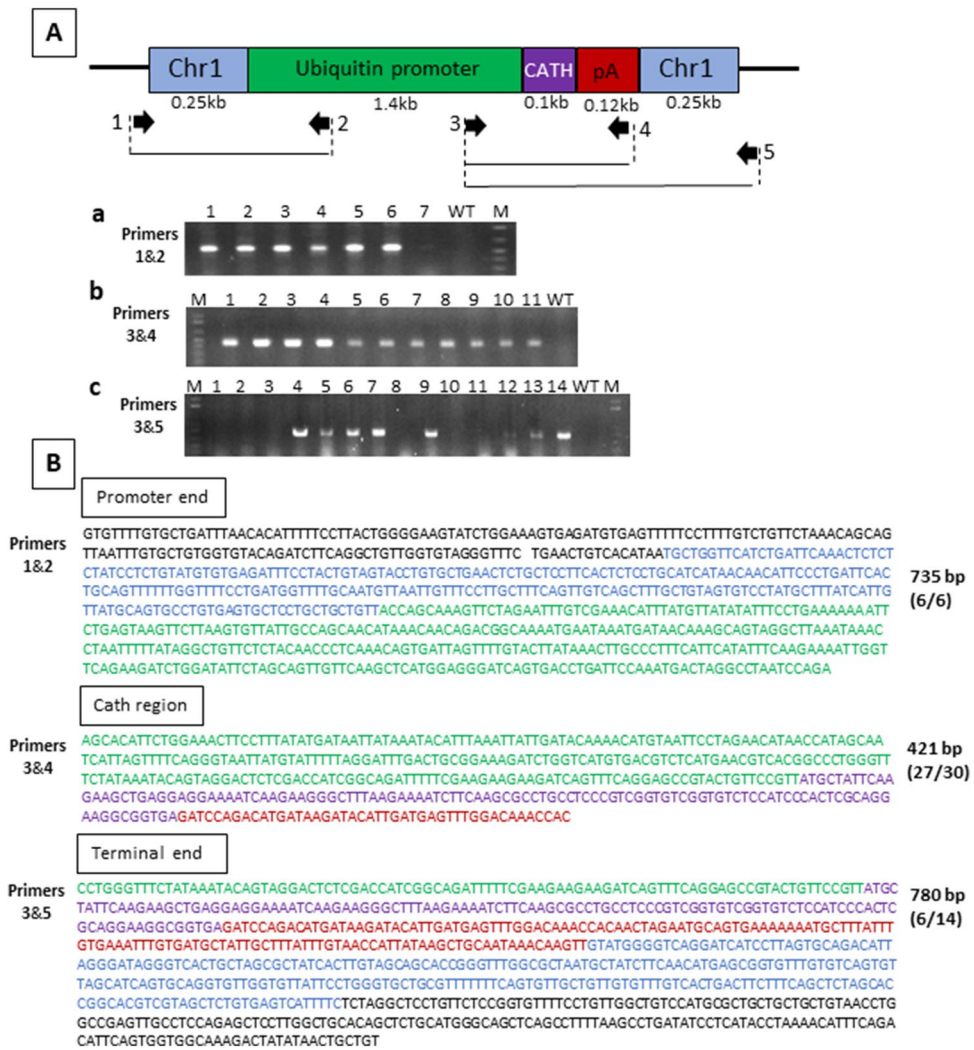 A
Chr1 Ubiquitin promoter CATH pA Chr1
0.25kb 1.4kb 0.1kb 0.12kb 0.25kb
1 2 3 4
5
a
1 2 3 4 5 6 7 WT M
Primers
1&2
b
M 1 2 3 4 5 6 7 8 9 10 11 WT
Primers
3&4
c
M 1 2 3 4 5 6 7 8 9 10 11 12 13 14 WT M
Primers
3&5
B
Promoter end
Primers
1&2
GTGTTTTGTGCTGATTTAACACATTTTTCCTTACTGGGGAAGTATCTGGAAAGTGAGATGTGAGTTTTTCCTTTTGTCTGTTCTAAACAGCAG
TTAATTTGTGCTGTGGTGTACAGATCTTCAGGCTGTTGGTGTAGGGTTTC TGAACTGTCACATAATGCTGGTTCATCTGATTCAAACTCTCT
CTATCCTCTGTATGTGTGAGATTTCCTACTGTAGTACCTGTGCTGAACTCTGCTCCTTCACTCTCCTGCATCATAACAACATTCCCTGATTCAC
TGCAGTTTTTTGGTTTTCCTGATGGTTTTGCAATGTTAATTGTTTCCTTGCTTTCAGTTGTCAGCTTTGCTGTAGTGTCCTATGCTTTATCATTG
TTATGCAGTGCCTGTGAGTGCTCCTGCTGCTGTTACCAGCAAAGTTCTAGAATTTGTCGAAACATTTATGTTATATATTTCCTGAAAAAAATT
CTGAGTAAGTTCTTAAGTGTTATTGCCAGCAACATAAACAACAGACGGCAAAATGAATAAATGATAACAAAGCAGTAGGCTTAAATAAAC
CTAATTTTTATAGGCTGTTCTCTACAACCCTCAAACAGTGATTAGTTTTGTACTTATAAACTTGCCCTTTCATTCATATTTCAAGAAAATTGGT
TCAGAAGATCTGGATATTCTAGCAGTTGTTCAAGCTCATGGAGGGATCAGTGACCTGATTCCAAATGACTAGGCCTAATCCAGA
735 bp
(6/6)
Cath region
Primers
3&4
AGCACATTCTGGAAACTTCCTTTATATGATAATTATAAATACATTTAAATTATTGATACAAAACATGTAATTCCTAGAACATAACCATAGCAA
TCATTAGTTTTCAGGGTAATTATGTATTTTTAGGATTTGACTGCGGAAAGATCTGGTCATGTGACGTCTCATGAACGTCACGGCCCTGGGTT
TCTATAAATACAGTAGGACTCTCGACCATCGGCAGATTTTTCGAAGAAGAAGATCAGTTTCAGGAGCCGTACTGTTCCGTTATGCTATTCAA
GAAGCTGAGGAGGAAAATCAAGAAGGGCTTTAAGAAAATCTTCAAGCGCCTGCCTCCCGTCGGTGTCGGTGTCTCCATCCCACTCGCAGG
AAGGCGGTGAGATCCAGACATGATAAGATACATTGATGAGTTTGGACAAACCAC
421 bp
(27/30)
Terminal end
Primers
3&5
CCTGGGTTTCTATAAATACAGTAGGACTCTCGACCATCGGCAGATTTTTCGAAGAAGAAGATCAGTTTCAGGAGCCGTACTGTTCCGTTATGC
TATTCAAGAAGCTGAGGAGGAAAATCAAGAAGGGCTTTAAGAAAATCTTCAAGCGCCTGCCTCCCGTCGGTGTCGGTGTCTCCATCCCACTC
GCAGGAAGGCGGTGAGATCCAGACATGATAAGATACATTGATGAGTTTGGACAAACCACAACTAGAATGCAGTGAAAAAAATGCTTTATTT
GTGAAATTTGTGATGCTATTGCTTTATTTGTAACCATTATAAGCTGCAATAAACAAGTTGTATGGGGTCAGGATCATCCTTAGTGCAGACATT
AGGGATAGGGTCACTGCTAGCGCTATCACTTGTAGCAGCACCGGGTTTGGCGCTAATGCTATCTTCAACATGAGCGGTGTTTGTGTCAGTGT
TAGCATCAGTGCAGGTGTTGGTGTTATTCCTGGGTGCTGCGTTTTTTTCAGTGTTGCTGTTGTGTTTGTCACTGACTTCTTTCAGCTCTAGCAC
CGGCACGTCGTAGCTCTGTGAGTCATTTTCTCTAGGCTCCTGTTCTCCGGTGTTTTCCTGTTGGCTGTCCATGCGCTGCTGCTGCTGTAACCTG
GCCGAGTTGCCTCCAGAGCTCCTTGGCTGCACAGCTCTGCATGGGCAGCTCAGCCTTTTAAGCCTGATATCCTCATACCTAAAACATTTCAGA
CATTCAGTGGTGGCAAAGACTATATAACTGCTGT
780 bp
(6/14)